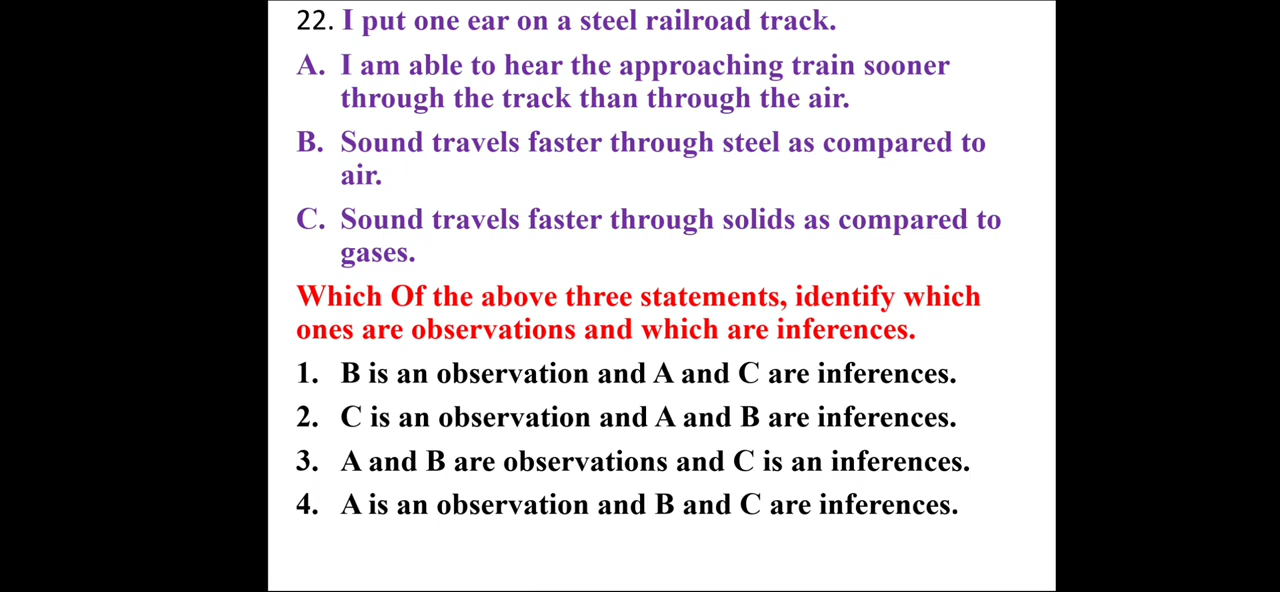 22. I put one ear on a steel railroad track.
A. I am able to hear the approaching train sooner
through the track than through the air.
B. Sound travels faster through steel as compared to
air.
C. Sound travels faster through solids as compared to
gases.
Which Of the above three statements, identify which
ones are observations and which are inferences.
1. B is an observation and A and C are inferences.
2. C is an observation and A and B are inferences.
3. A and B are observations and C is an inferences.
4. A is an observation and B and C are inferences.